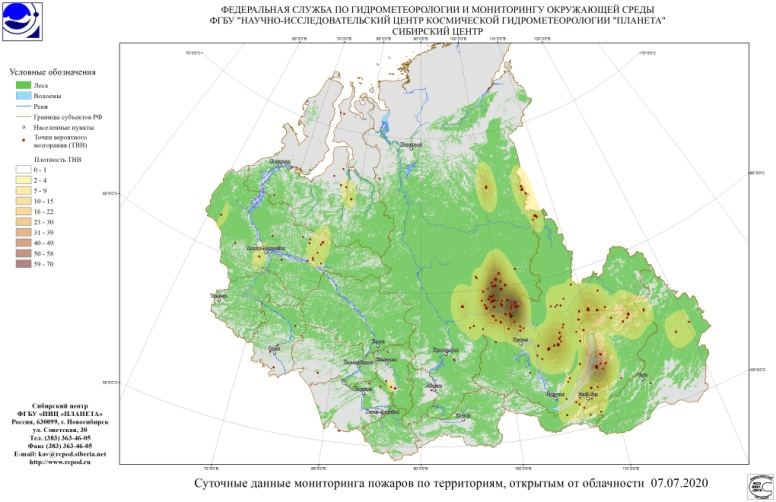 ФЕДЕРАЛЬНАЯ СЛУЖБА ПО ГИДРОМЕТЕОРОЛОГИИ И МОНИТОРИНГУ ОКРУЖАЮЩЕЙ СРЕДЫ
ФГБУ "НАУЧНО-ИССЛЕДОВАТЕЛЬСКИЙ ЦЕНТР КОСМИЧЕСКОЙ ГИДРОМЕТЕОРОЛОГИИ "ПЛАНЕТА"
СИБИРСКИЙ ЦЕНТР
Условные обозначения
Леса
Водоемы
Реки
Границы субъектов РФ
Населенные пункты
Точки вероятного
возгорания (ТВВ)
Плотность ТВВ
0 - 1
2 - 4
5 - 9
10 - 15
16 - 22
23 - 30
31 - 39
40 - 49
50 - 58
59 - 70
Сибирский центр
ФГБУ «НИЦ «ПЛАНЕТА»
Россия, 630099, г. Новосибирск
ул. Советская, 30
Тел. (383) 363-46-05
Факс (383) 363-46-05
E-mail: kav@rcpod.siberia.net
http://www.rcpod.ru
Суточные данные мониторинга пожаров по территориям, открытым от облачности 07.07.2020